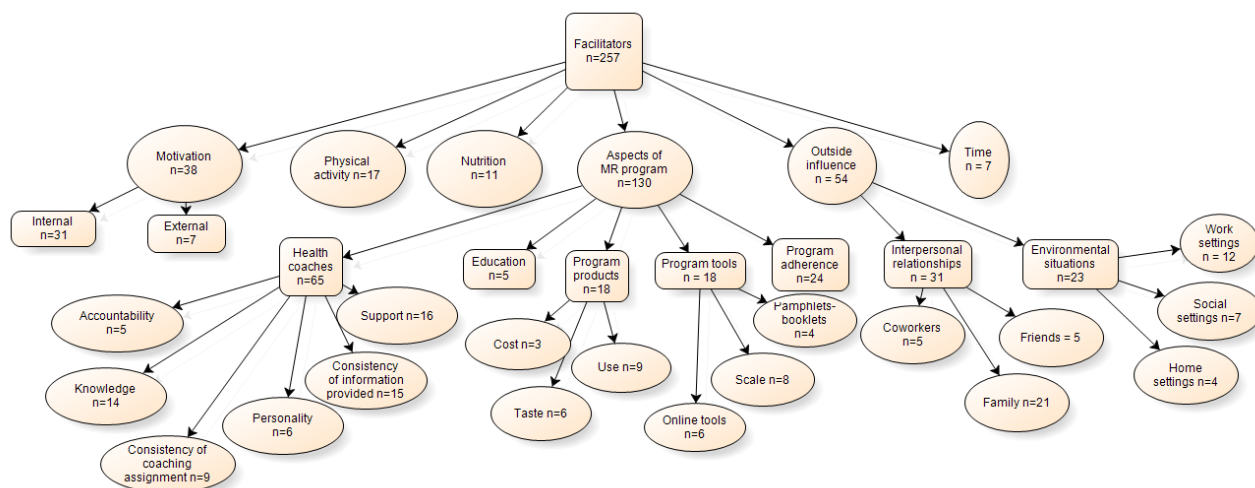 Facilitators
n=257
Motivation
n=38
Physical
activity n=17
Nutrition
n=11
Aspects of
MR program
n=130
Outside
influence
n = 54
Time
n = 7
Internal
n=31
External
n=7
Health
coaches
n=65
Education
n=5
Program
products
n=18
Program tools
n = 18
Program
adherence
n=24
Interpersonal
relationships
n = 31
Environmental
situations
n=23
Work
settings
n = 12
Accountability
n=5
Support n=16
Knowledge
n=14
Consistency
of information
provided n=15
Personality
n=6
Consistency of
coaching
assignment n=9
Cost n=3
Use n=9
Taste n=6
Pamphlets-
booklets
n=4
Scale n=8
Online tools
n=6
Coworkers
n=5
Friends = 5
Family n=21
Social
settings n=7
Home
settings n=4